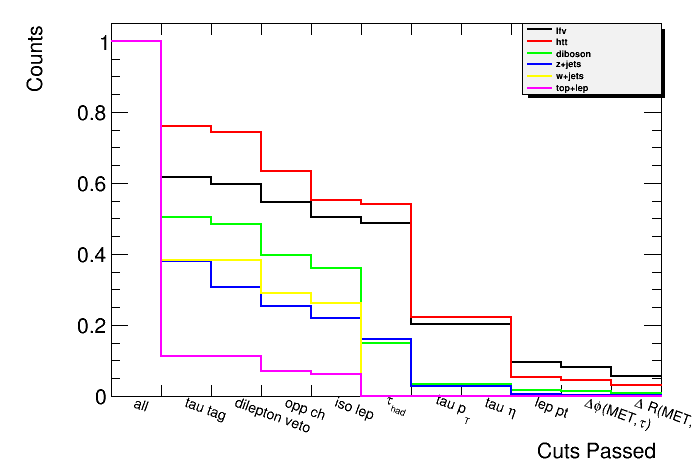 Counts
1
0.8
0.6
0.4
0.2
0
lfv
htt
diboson
z+jets
w+jets
top+lep
all
tau tag
dilepton veto
opp ch
iso lep
τhad
tau pτ
tau η
lep pt
Δϕ(MET,τ)
Δ R(MET,
Cuts Passed